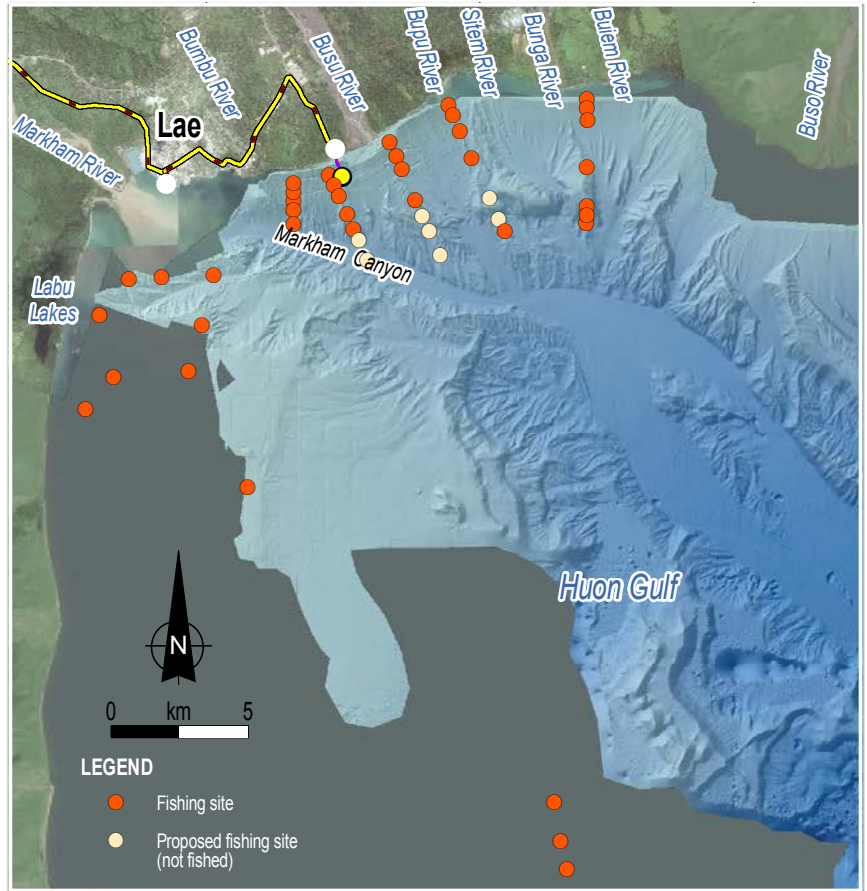 Bumbu River
Busu River
Bupu River
Sitem River
Bunga River
Buiem River
Buso River
Lae
Markham River
Markham Canyon
Labu
Lakes
Huon Gulf
N
0 km 5
LEGEND
Fishing site
Proposed fishing site
(not fished)